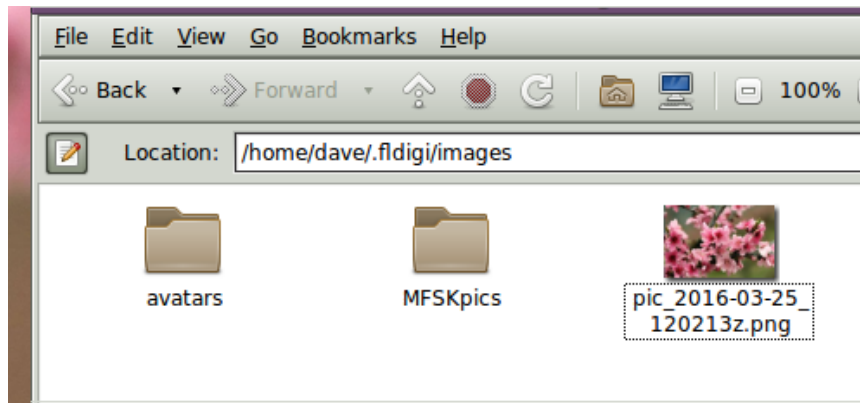 File Edit View Go Bookmarks Help
Back Forward 100%
Location: /home/dave/.fldigi/images
avatars MFSKpics pic_2016-03-25_
120213z.png